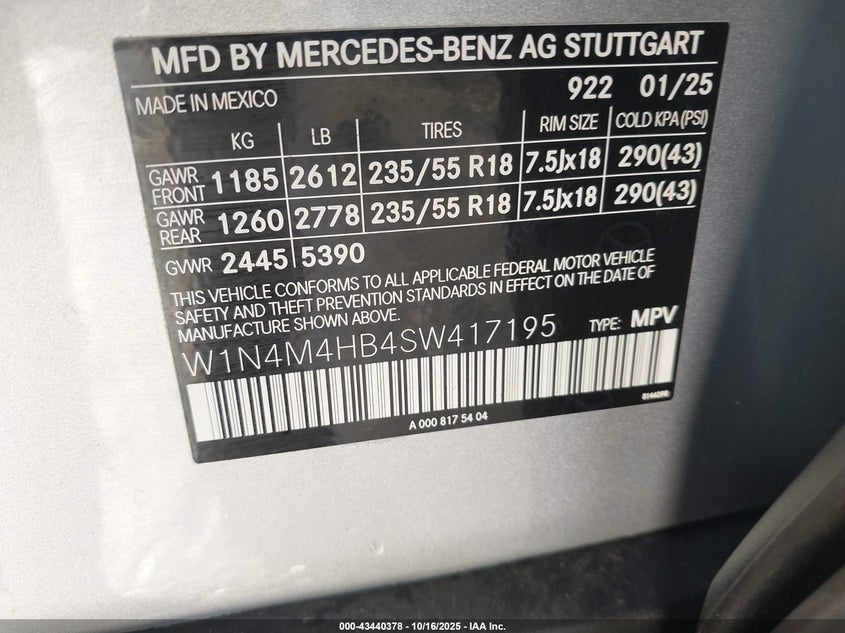 MFD BY MERCEDES-BENZ AG STUTTGART
MADE IN MEXICO 922 01/25
KG LB TIRES RIM SIZE COLD KPA (PSI)
GAWR FRONT 1185 2612 235/55 R18 7.5Jx18 290(43)
GAWR REAR 1260 2778 235/55 R18 7.5Jx18 290(43)
GVWR 2445 5390
THIS VEHICLE CONFORMS TO ALL APPLICABLE FEDERAL MOTOR VEHICLE
SAFETY AND THEFT PREVENTION STANDARDS IN EFFECT ON THE DATE OF
MANUFACTURE SHOWN ABOVE.
W1N4M4HB4SW417195 TYPE: MPV
A 000 817 54 04
000-43440378 - 10/16/2025 - IAA Inc.